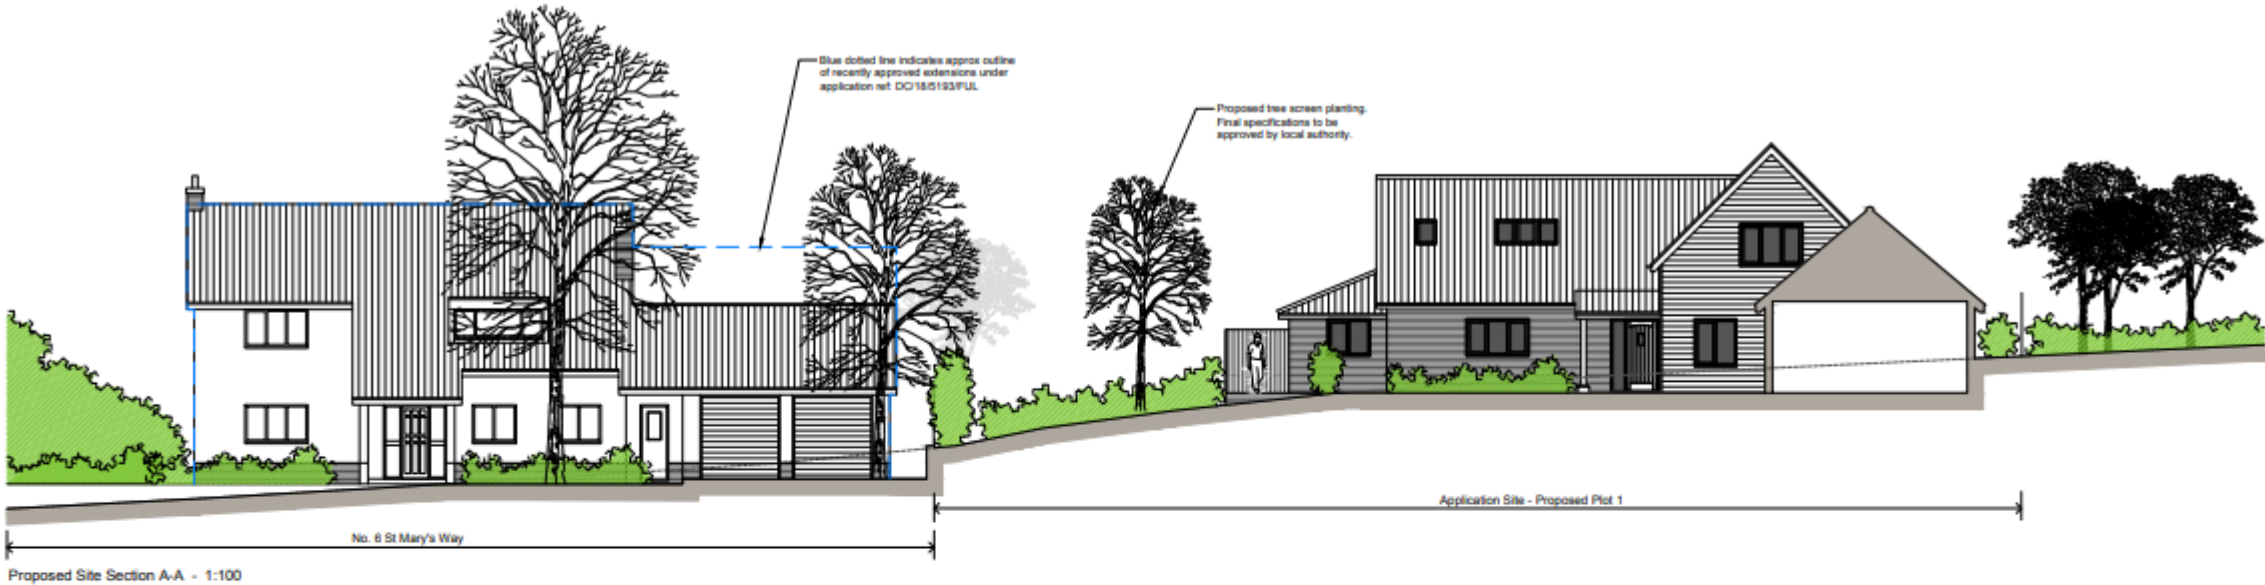 Blue dotted line indicates approx outline
of recently approved extensions under
application ref: DC/18/5193/FUL
Proposed tree screen planting.
Final specifications to be
approved by local authority.
Application Site - Proposed Plot 1
No. 6 St Mary's Way
Proposed Site Section A-A - 1:100